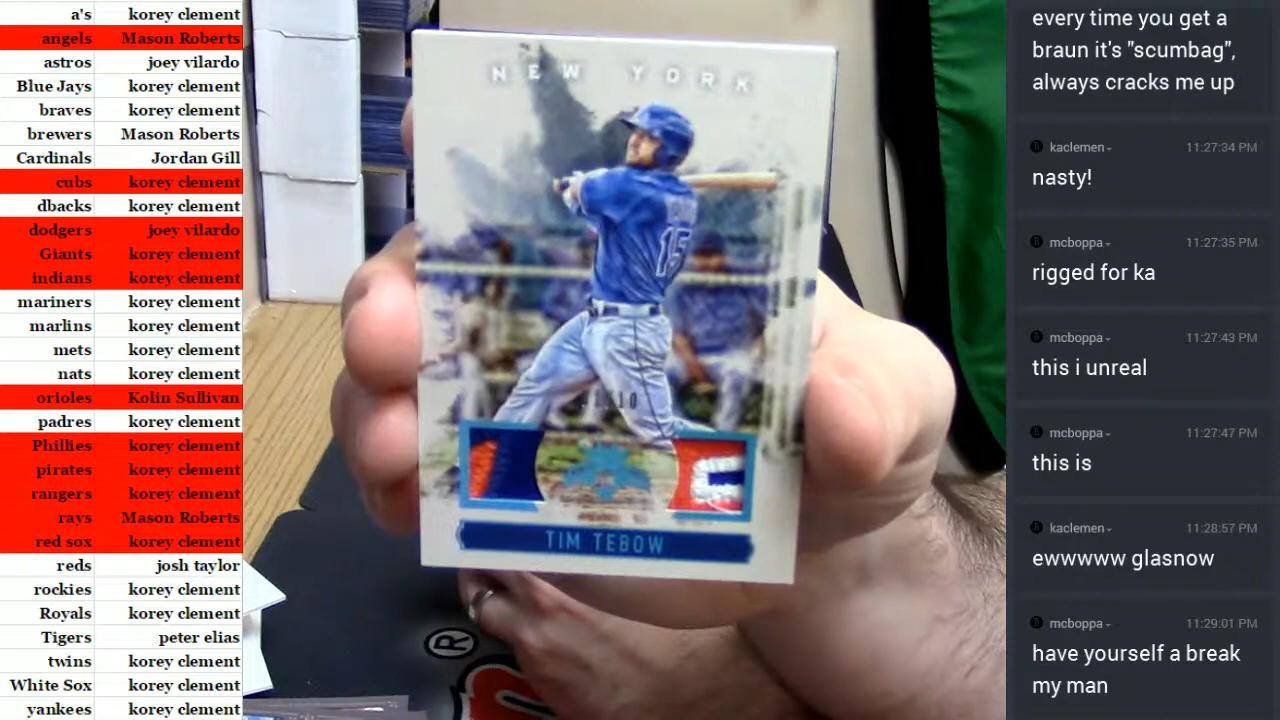 a's korey clement
angels Mason Roberts
astros joey vilardo
Blue Jays korey clement
braves korey clement
brewers Mason Roberts
Cardinals Jordan Gill
cubs korey clement
dbacks korey clement
dodgers joey vilardo
Giants korey clement
indians korey clement
mariners korey clement
marlins korey clement
mets korey clement
nats korey clement
orioles Kolin Sullivan
padres korey clement
Phillies korey clement
pirates korey clement
rangers korey clement
rays Mason Roberts
red sox korey clement
reds josh taylor
rockies korey clement
Royals korey clement
Tigers peter elias
twins korey clement
White Sox korey clement
yankees korey clement
NEW YORK
15
TIM TEBOW
®
every time you get a
braun it's "scumbag",
always cracks me up
kaclemen 11:27:34 PM
nasty!
mcboppa 11:27:35 PM
rigged for ka
mcboppa 11:27:43 PM
this i unreal
mcboppa 11:27:47 PM
this is
kaclemen 11:28:57 PM
ewwwww glasnow
mcboppa 11:29:01 PM
have yourself a break
my man